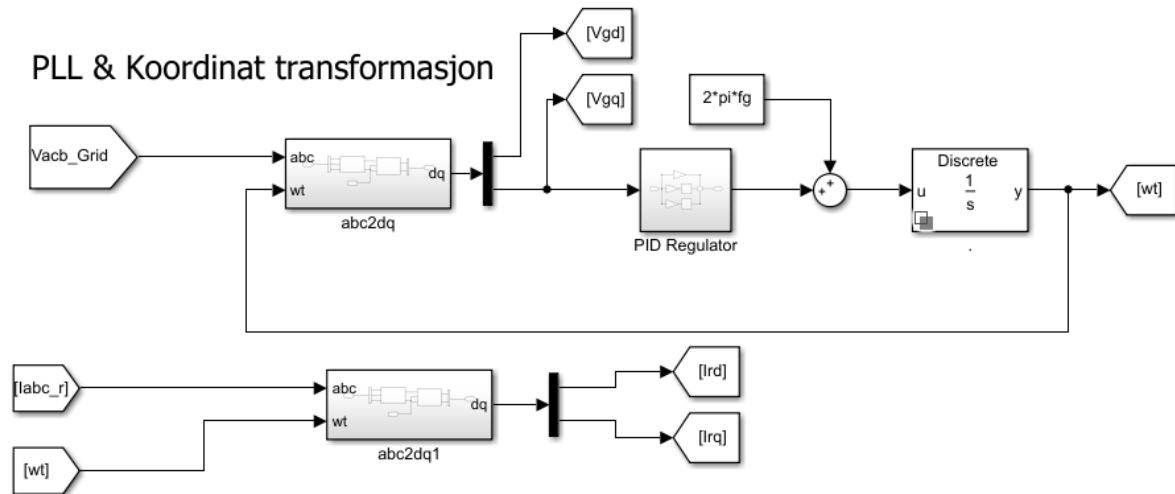 PLL & Koordinat transformasjon
[Vgd]
[Vgq]
2*pi*fg
Vacb_Grid
abc
wt
dq
abc2dq
PID Regulator
+
+
Discrete
u
1
s
y
.
[wt]
[Iabc_r]
[wt]
abc
wt
dq
abc2dq1
[Ird]
[Irq]